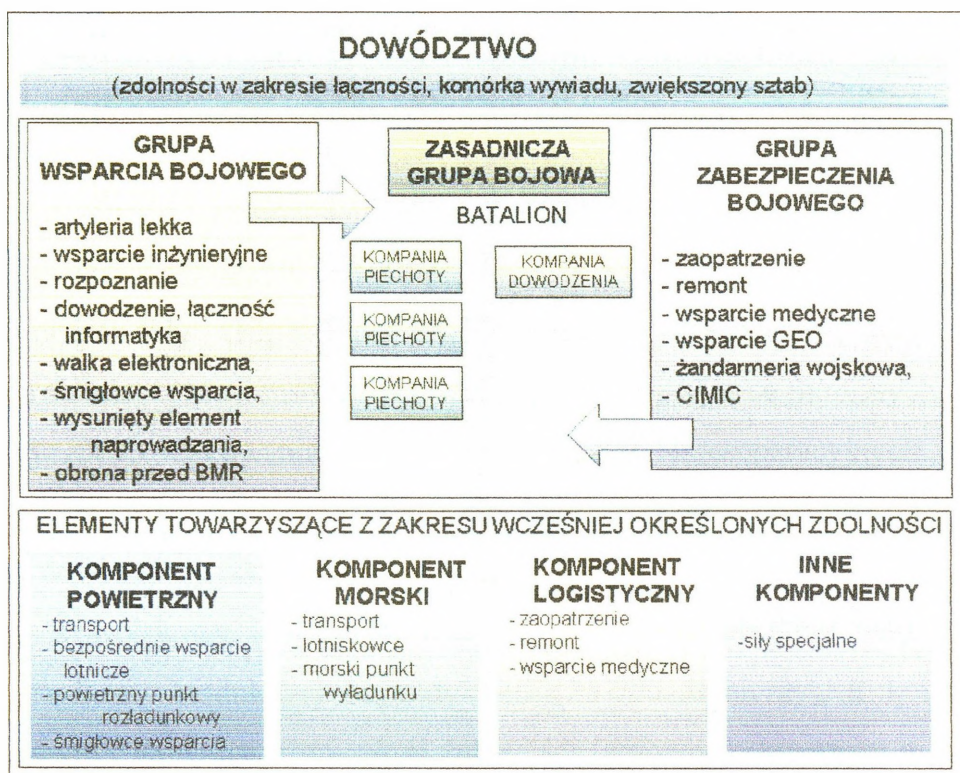 DOWÓDZTWO
(zdolności w zakresie łączności, komórka wywiadu, zwiększony sztab)
GRUPA
WSPARCIA BOJOWEGO
- artyleria lekka
- wsparcie inżynieryjne
- rozpoznanie
- dowodzenie, łączność
informatyka
- walka elektroniczna,
- śmigłowce wsparcia,
- wysunięty element
naprowadzania,
- obrona przed BMR
ZASADNICZA
GRUPA BOJOWA
BATALION
KOMPANIA
PIECHOTY
KOMPANIA
DOWODZENIA
KOMPANIA
PIECHOTY
KOMPANIA
PIECHOTY
GRUPA
ZABEZPIECZENIA
BOJOWEGO
- zaopatrzenie
- remont
- wsparcie medyczne
- wsparcie GEO
- żandarmeria wojskowa,
- CIMIC
ELEMENTY TOWARZYSZĄCE Z ZAKRESU WCZEŚNIEJ OKREŚLONYCH ZDOLNOŚCI
KOMPONENT
POWIETRZNY
- transport
- bezpośrednie wsparcie
lotnicze
- powietrzny punkt
rozładunkowy
- śmigłowce wsparcia
KOMPONENT
MORSKI
- transport
- lotniskowce
- morski punkt
wyładunku
KOMPONENT
LOGISTYCZNY
- zaopatrzenie
- remont
- wsparcie medyczne
INNE
KOMPONENTY
-siły specjalne